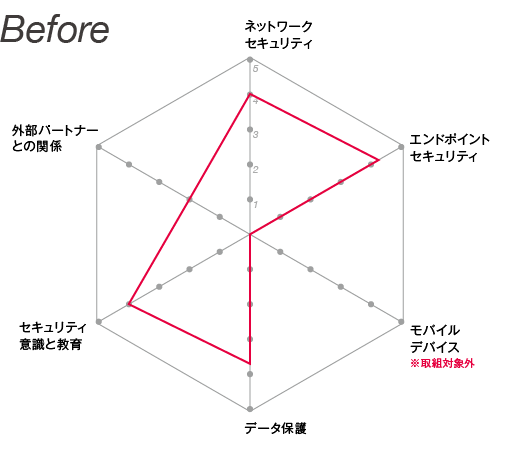 Before
ネットワーク
セキュリティ
5
4
3
2
1
外部パートナー
との関係
エンドポイント
セキュリティ
セキュリティ
意識と教育
モバイル
デバイス
※取組対象外
データ保護